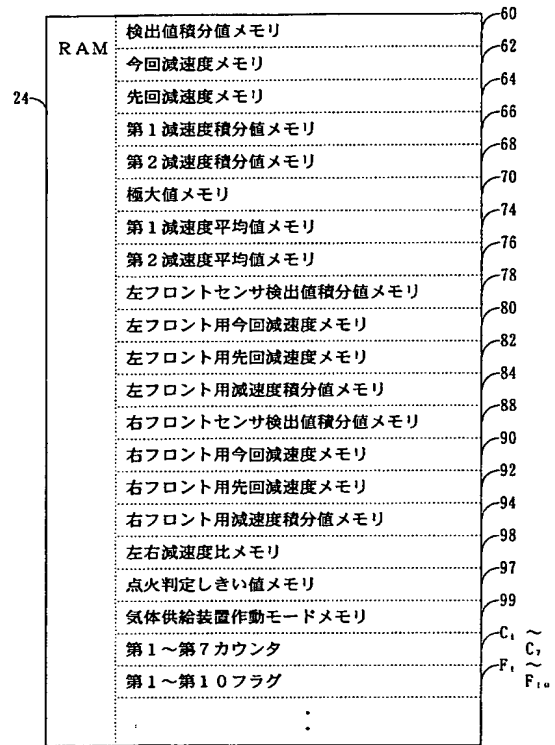 60
検出値積分値メモリ
RAM
62
今回減速度メモリ
64
24
先回減速度メモリ
66
第1減速度積分値メモリ
68
第2減速度積分値メモリ
70
極大値メモリ
74
第1減速度平均値メモリ
76
第2減速度平均値メモリ
78
左フロントセンサ検出値積分値メモリ
80
左フロント用今回減速度メモリ
82
左フロント用先回減速度メモリ
84
左フロント用減速度積分値メモリ
88
右フロントセンサ検出値積分値メモリ
90
右フロント用今回減速度メモリ
92
右フロント用先回減速度メモリ
94
右フロント用減速度積分値メモリ
98
左右減速度比メモリ
97
点火判定しきい値メモリ
99
気体供給装置作動モードメモリ
C₁ ～ C₇
第1～第7カウンタ
F₁ ～ F₁₀
第1～第10フラグ
：